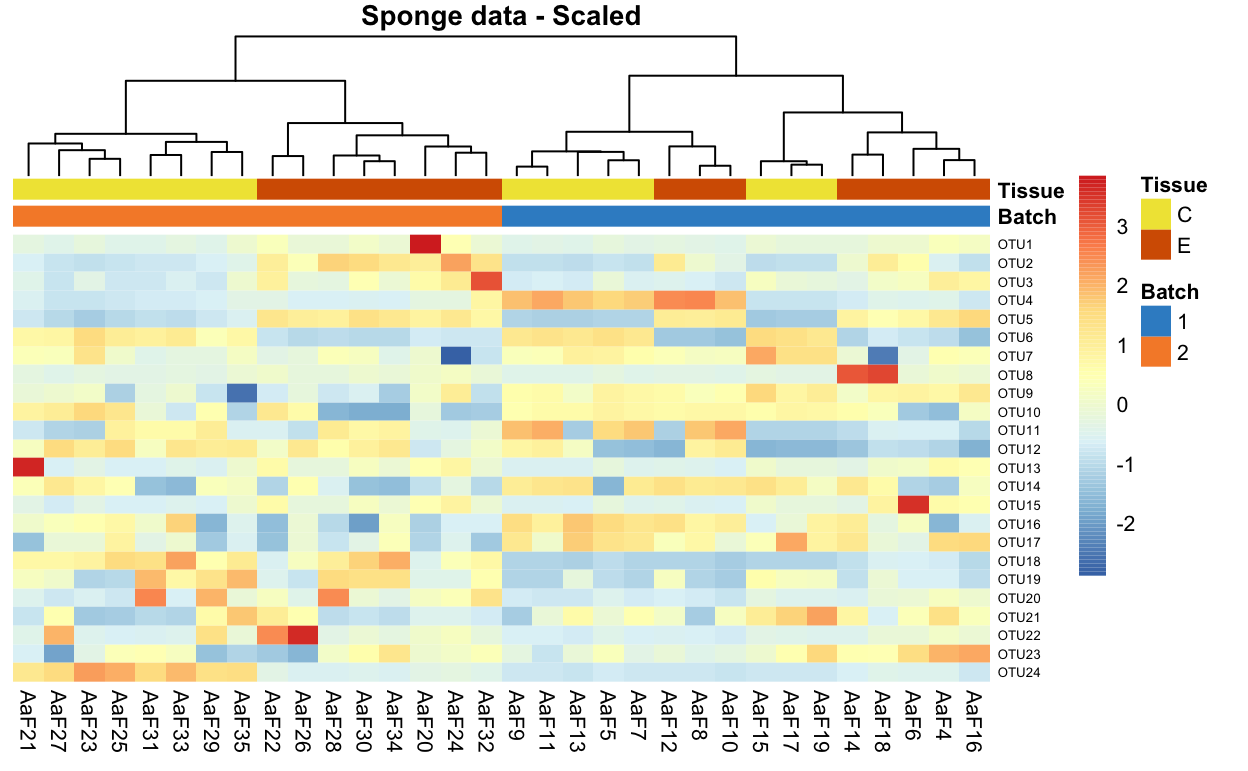 Sponge data - Scaled
Tissue
Batch
OTU1
OTU2
OTU3
OTU4
OTU5
OTU6
OTU7
OTU8
OTU9
OTU10
OTU11
OTU12
OTU13
OTU14
OTU15
OTU16
OTU17
OTU18
OTU19
OTU20
OTU21
OTU22
OTU23
OTU24
AaF21
AaF27
AaF23
AaF25
AaF31
AaF33
AaF29
AaF35
AaF22
AaF26
AaF28
AaF30
AaF34
AaF20
AaF24
AaF32
AaF9
AaF11
AaF13
AaF5
AaF7
AaF12
AaF8
AaF10
AaF15
AaF17
AaF19
AaF14
AaF18
AaF6
AaF4
AaF16
3
2
1
0
-1
-2
Tissue
C
E
Batch
1
2